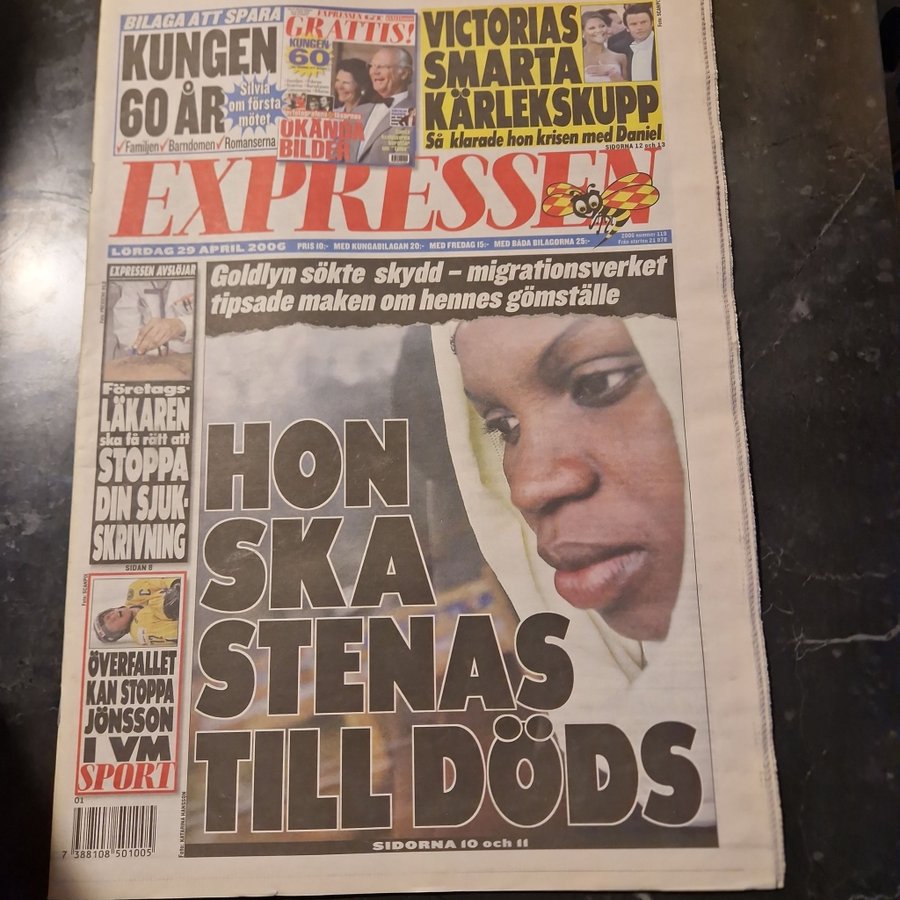 BILAGA ATT SPARA
KUNGEN
60 ÅR
Silvia
om första
mötet
✓Familjen ✓Barndomen ✓Romanserna
GRATTIS!
KUNGEN
60
OKÄNDA
BILDER
VICTORIAS
SMARTA
KÄRLEKSKUPP
Så klarade hon krisen med Daniel
SIDORNA 12 och 13
EXPRESSEN
LÖRDAG 29 APRIL 2006 PRIS 10:- MED KUNGABILAGAN 20:- MED FREDAG 15:- MED BÅDA BILAGORNA 25:-
EXPRESSEN AVSLÖJAR
Företags-
LÄKAREN
ska få rätt att
STOPPA
DIN SJUK-
SKRIVNING
SIDAN 8
ÖVERFALLET
KAN STOPPA
JÖNSSON
I VM
SPORT
01
7 388108 501005
Goldlyn sökte skydd – migrationsverket
tipsade maken om hennes gömställe
HON
SKA
STENAS
TILL DÖDS
SIDORNA 10 och 11